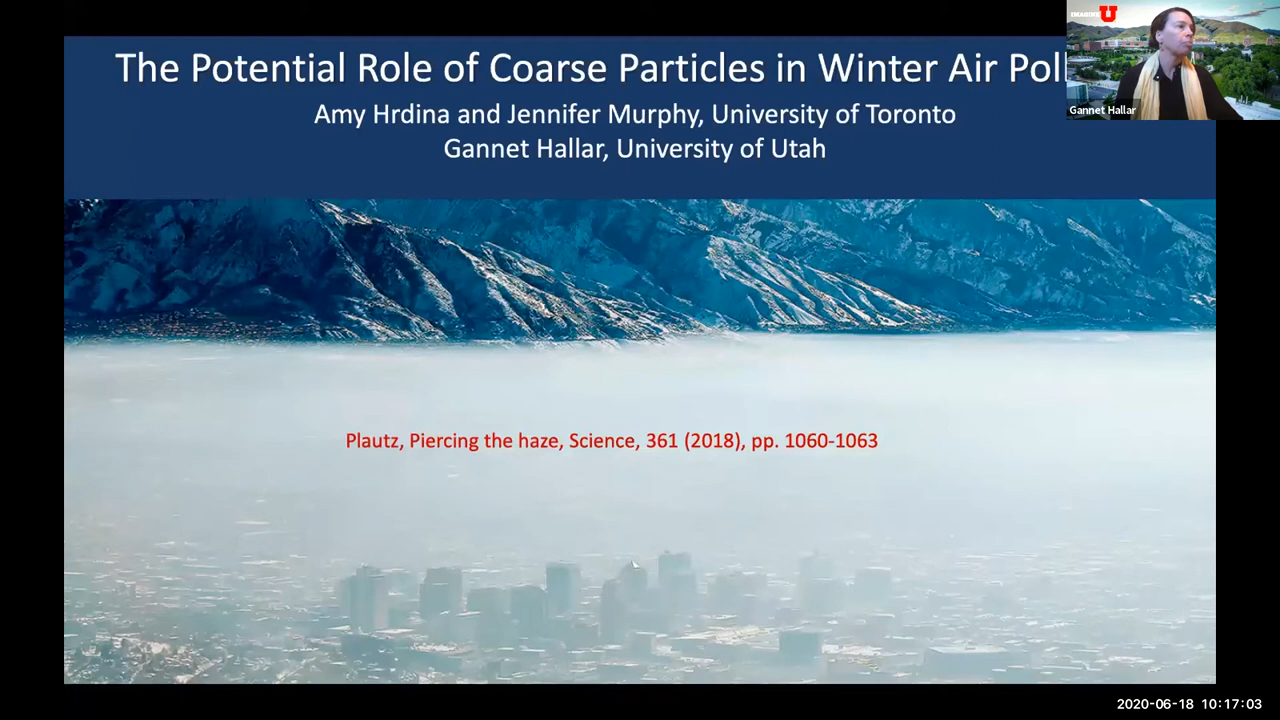 The Potential Role of Coarse Particles in Winter Air Poll
Amy Hrdina and Jennifer Murphy, University of Toronto
Gannet Hallar, University of Utah
IMAGINE U
Gannet Hallar
Plautz, Piercing the haze, Science, 361 (2018), pp. 1060-1063
2020-06-18 10:17:03